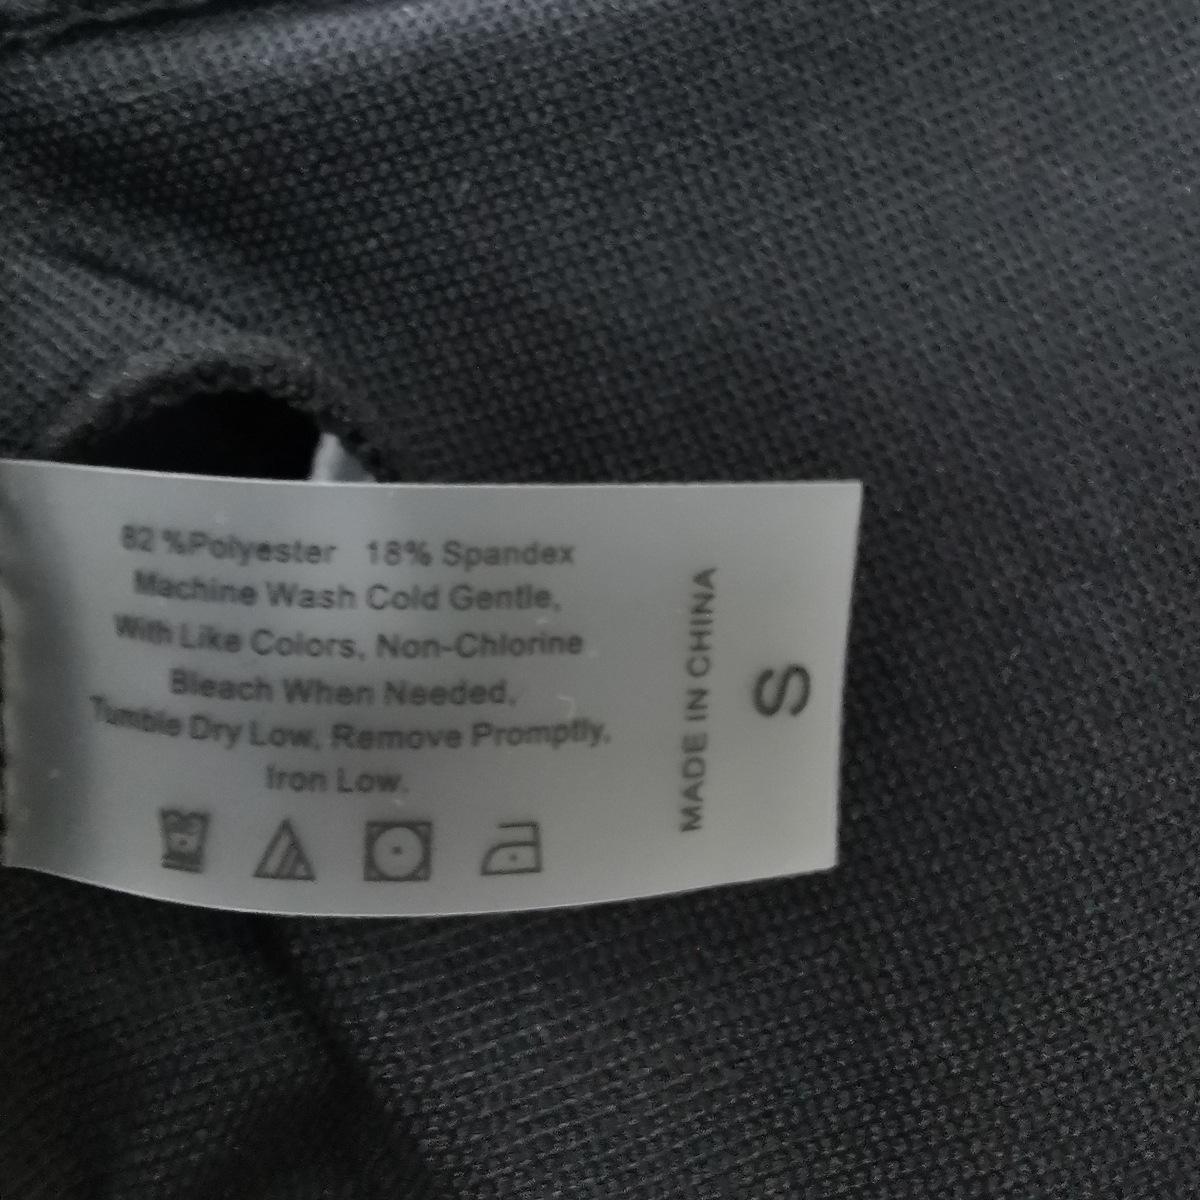 82 %Polyester 18% Spandex
Machine Wash Cold Gentle,
With Like Colors, Non-Chlorine
Bleach When Needed,
Tumble Dry Low, Remove Promptly,
Iron Low.
MADE IN CHINA
S